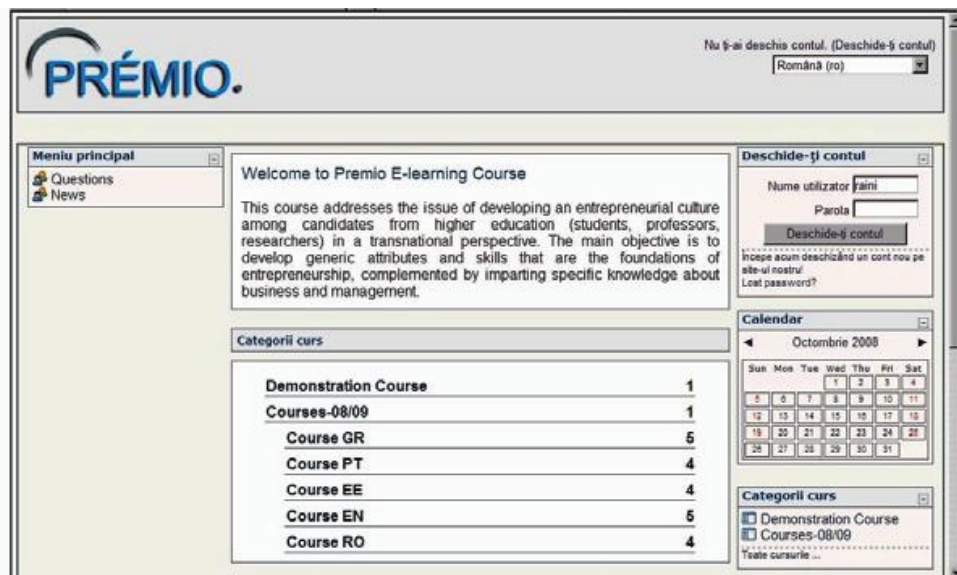 PRÉMIO.
Nu ţi-ai deschis contul. (Deschide-ţi contul)
Română (ro)
Meniu principal
Questions
News
Welcome to Premio E-learning Course
This course addresses the issue of developing an entrepreneurial culture
among candidates from higher education (students, professors,
researchers) in a transnational perspective. The main objective is to
develop generic attributes and skills that are the foundations of
entrepreneurship, complemented by imparting specific knowledge about
business and management.
Categorii curs
Demonstration Course 1
Courses-08/09 1
Course GR 5
Course PT 4
Course EE 4
Course EN 5
Course RO 4
Deschide-ţi contul
Nume utilizator raini
Parola
Deschide-ţi contul
Începe acum deschizând un cont nou pe
site-ul nostru!
Lost password?
Calendar
◄ Octombrie 2008 ►
Sun Mon Tue Wed Thu Fri Sat
1 2 3 4
5 6 7 8 9 10 11
12 13 14 15 16 17 18
19 20 21 22 23 24 25
26 27 28 29 30 31
Categorii curs
Demonstration Course
Courses-08/09
Toate cursurile ...